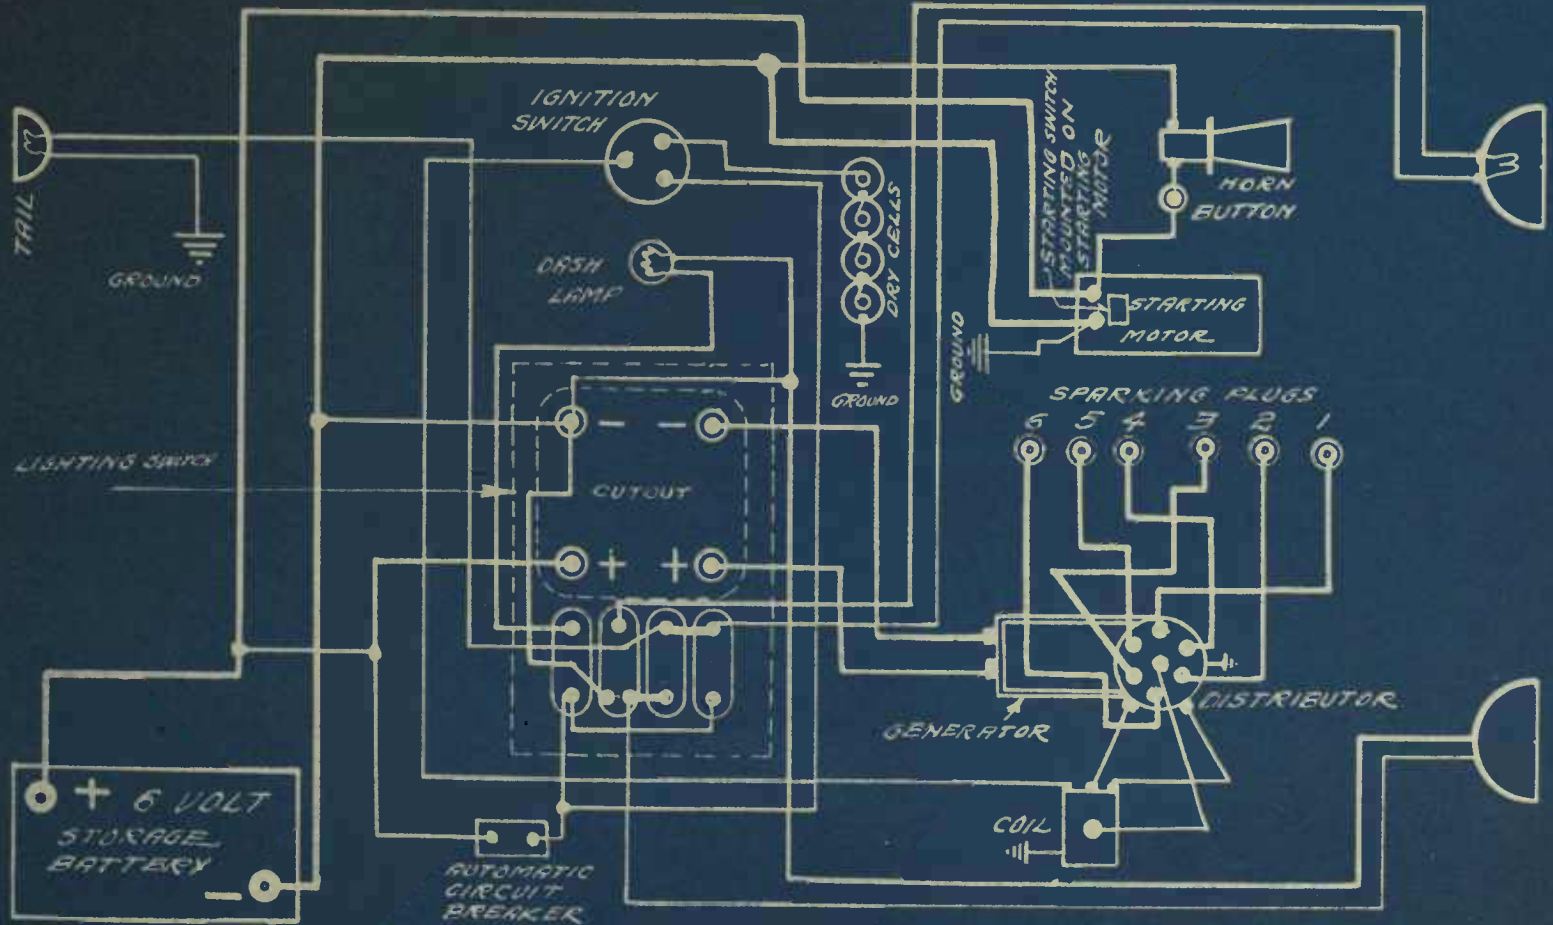 IGNITION
SWITCH
TAIL
GROUND
DASH
LAMP
DRY CELLS
GROUND
STARTING SWITCH
MOUNTED ON
STARTING
MOTOR
HORN
BUTTON
STARTING
MOTOR
GROUND
SPARKING PLUGS
6 5 4 3 2 1
LIGHTING SWITCH
- -
CUTOUT
+ +
GENERATOR
DISTRIBUTOR
COIL
+ 6 VOLT
STORAGE
BATTERY
-
AUTOMATIC
CIRCUIT
BREAKER